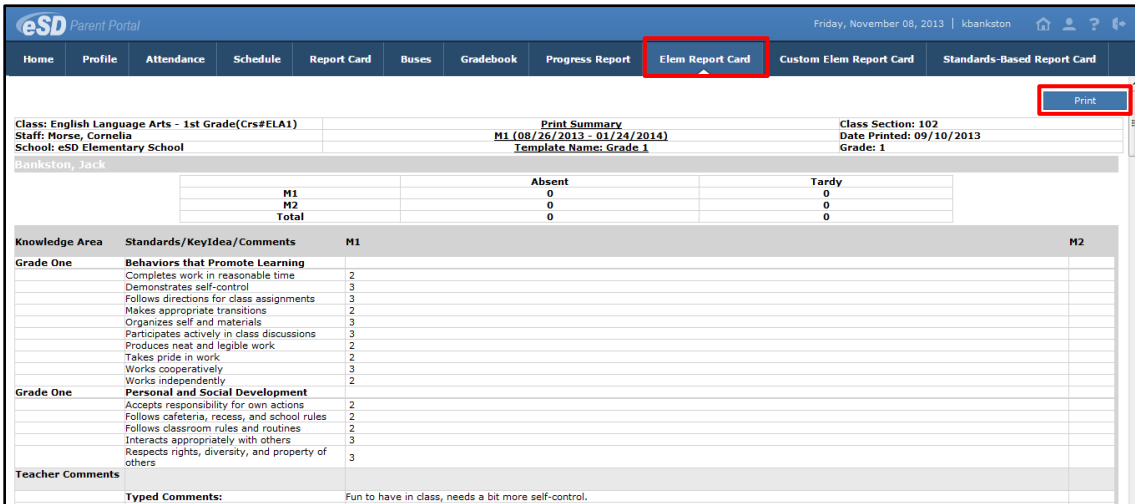 eSD Parent Portal Friday, November 08, 2013 | kbankston ?
Home Profile Attendance Schedule Report Card Buses Gradebook Progress Report Elem Report Card Custom Elem Report Card Standards-Based Report Card
Print
Class: English Language Arts - 1st Grade(Crs#ELA1) Print Summary Class Section: 102
Staff: Morse, Cornelia M1 (08/26/2013 - 01/24/2014) Date Printed: 09/10/2013
School: eSD Elementary School Template Name: Grade 1 Grade: 1
Bankston, Jack
Absent Tardy
M1 0 0
M2 0 0
Total 0 0
Knowledge Area Standards/KeyIdea/Comments M1 M2
Grade One Behaviors that Promote Learning
Completes work in reasonable time 2
Demonstrates self-control 3
Follows directions for class assignments 3
Makes appropriate transitions 2
Organizes self and materials 3
Participates actively in class discussions 3
Produces neat and legible work 2
Takes pride in work 2
Works cooperatively 3
Works independently 2
Grade One Personal and Social Development
Accepts responsibility for own actions 2
Follows cafeteria, recess, and school rules 2
Follows classroom rules and routines 2
Interacts appropriately with others 3
Respects rights, diversity, and property of
others 3
Teacher Comments
Typed Comments: Fun to have in class, needs a bit more self-control.